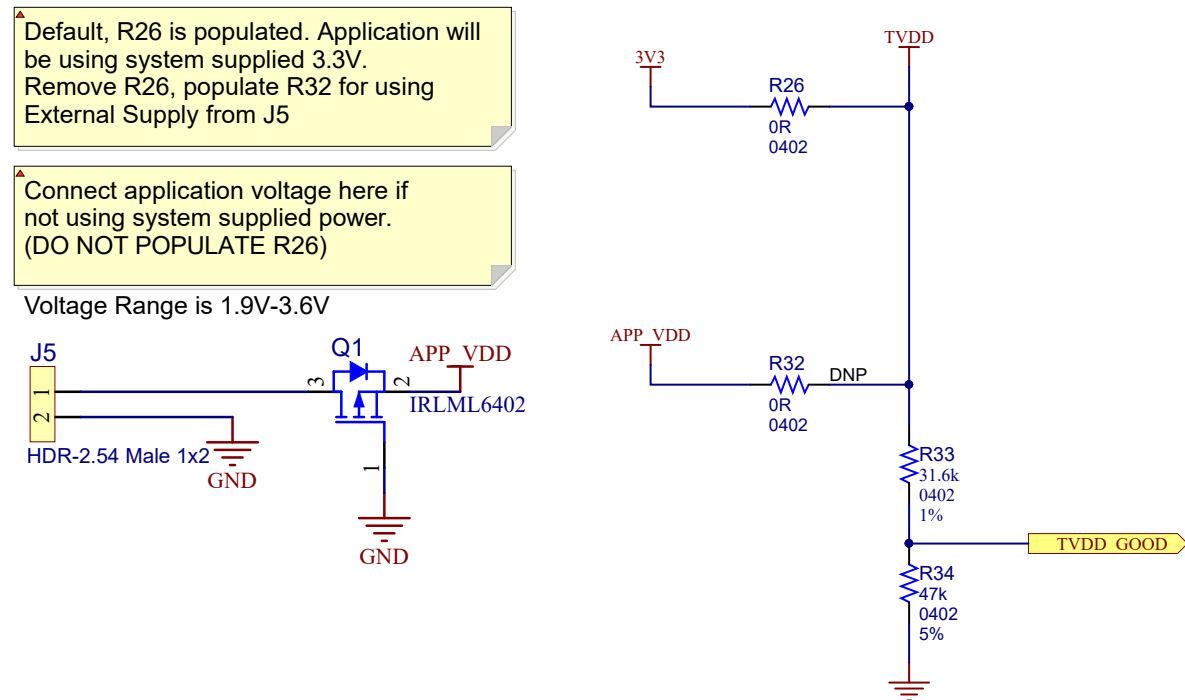 Default, R26 is populated. Application will
be using system supplied 3.3V.
Remove R26, populate R32 for using
External Supply from J5
Connect application voltage here if
not using system supplied power.
(DO NOT POPULATE R26)
Voltage Range is 1.9V-3.6V
J5
1
2
HDR-2.54 Male 1x2
GND
Q1
3
2
1
APP_VDD
IRLML6402
GND
3V3
TVDD
R26
0R
0402
APP_VDD
R32
DNP
0R
0402
R33
31.6k
0402
1%
TVDD_GOOD
R34
47k
0402
5%